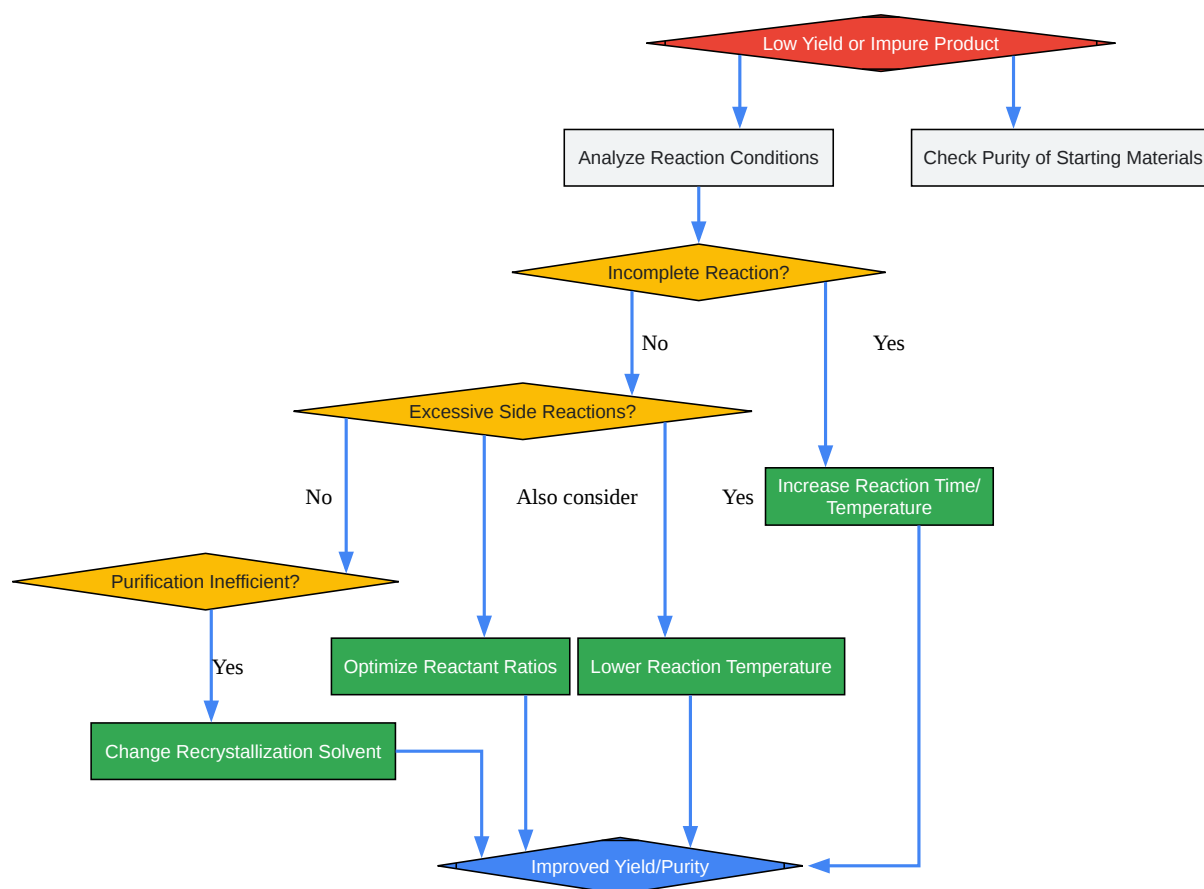 Low Yield or Impure Product
Analyze Reaction Conditions
Check Purity of Starting Materials
Incomplete Reaction?
No
Yes
Excessive Side Reactions?
No
Also consider
Yes
Increase Reaction Time/
Temperature
Purification Inefficient?
Yes
Optimize Reactant Ratios
Lower Reaction Temperature
Change Recrystallization Solvent
Improved Yield/Purity